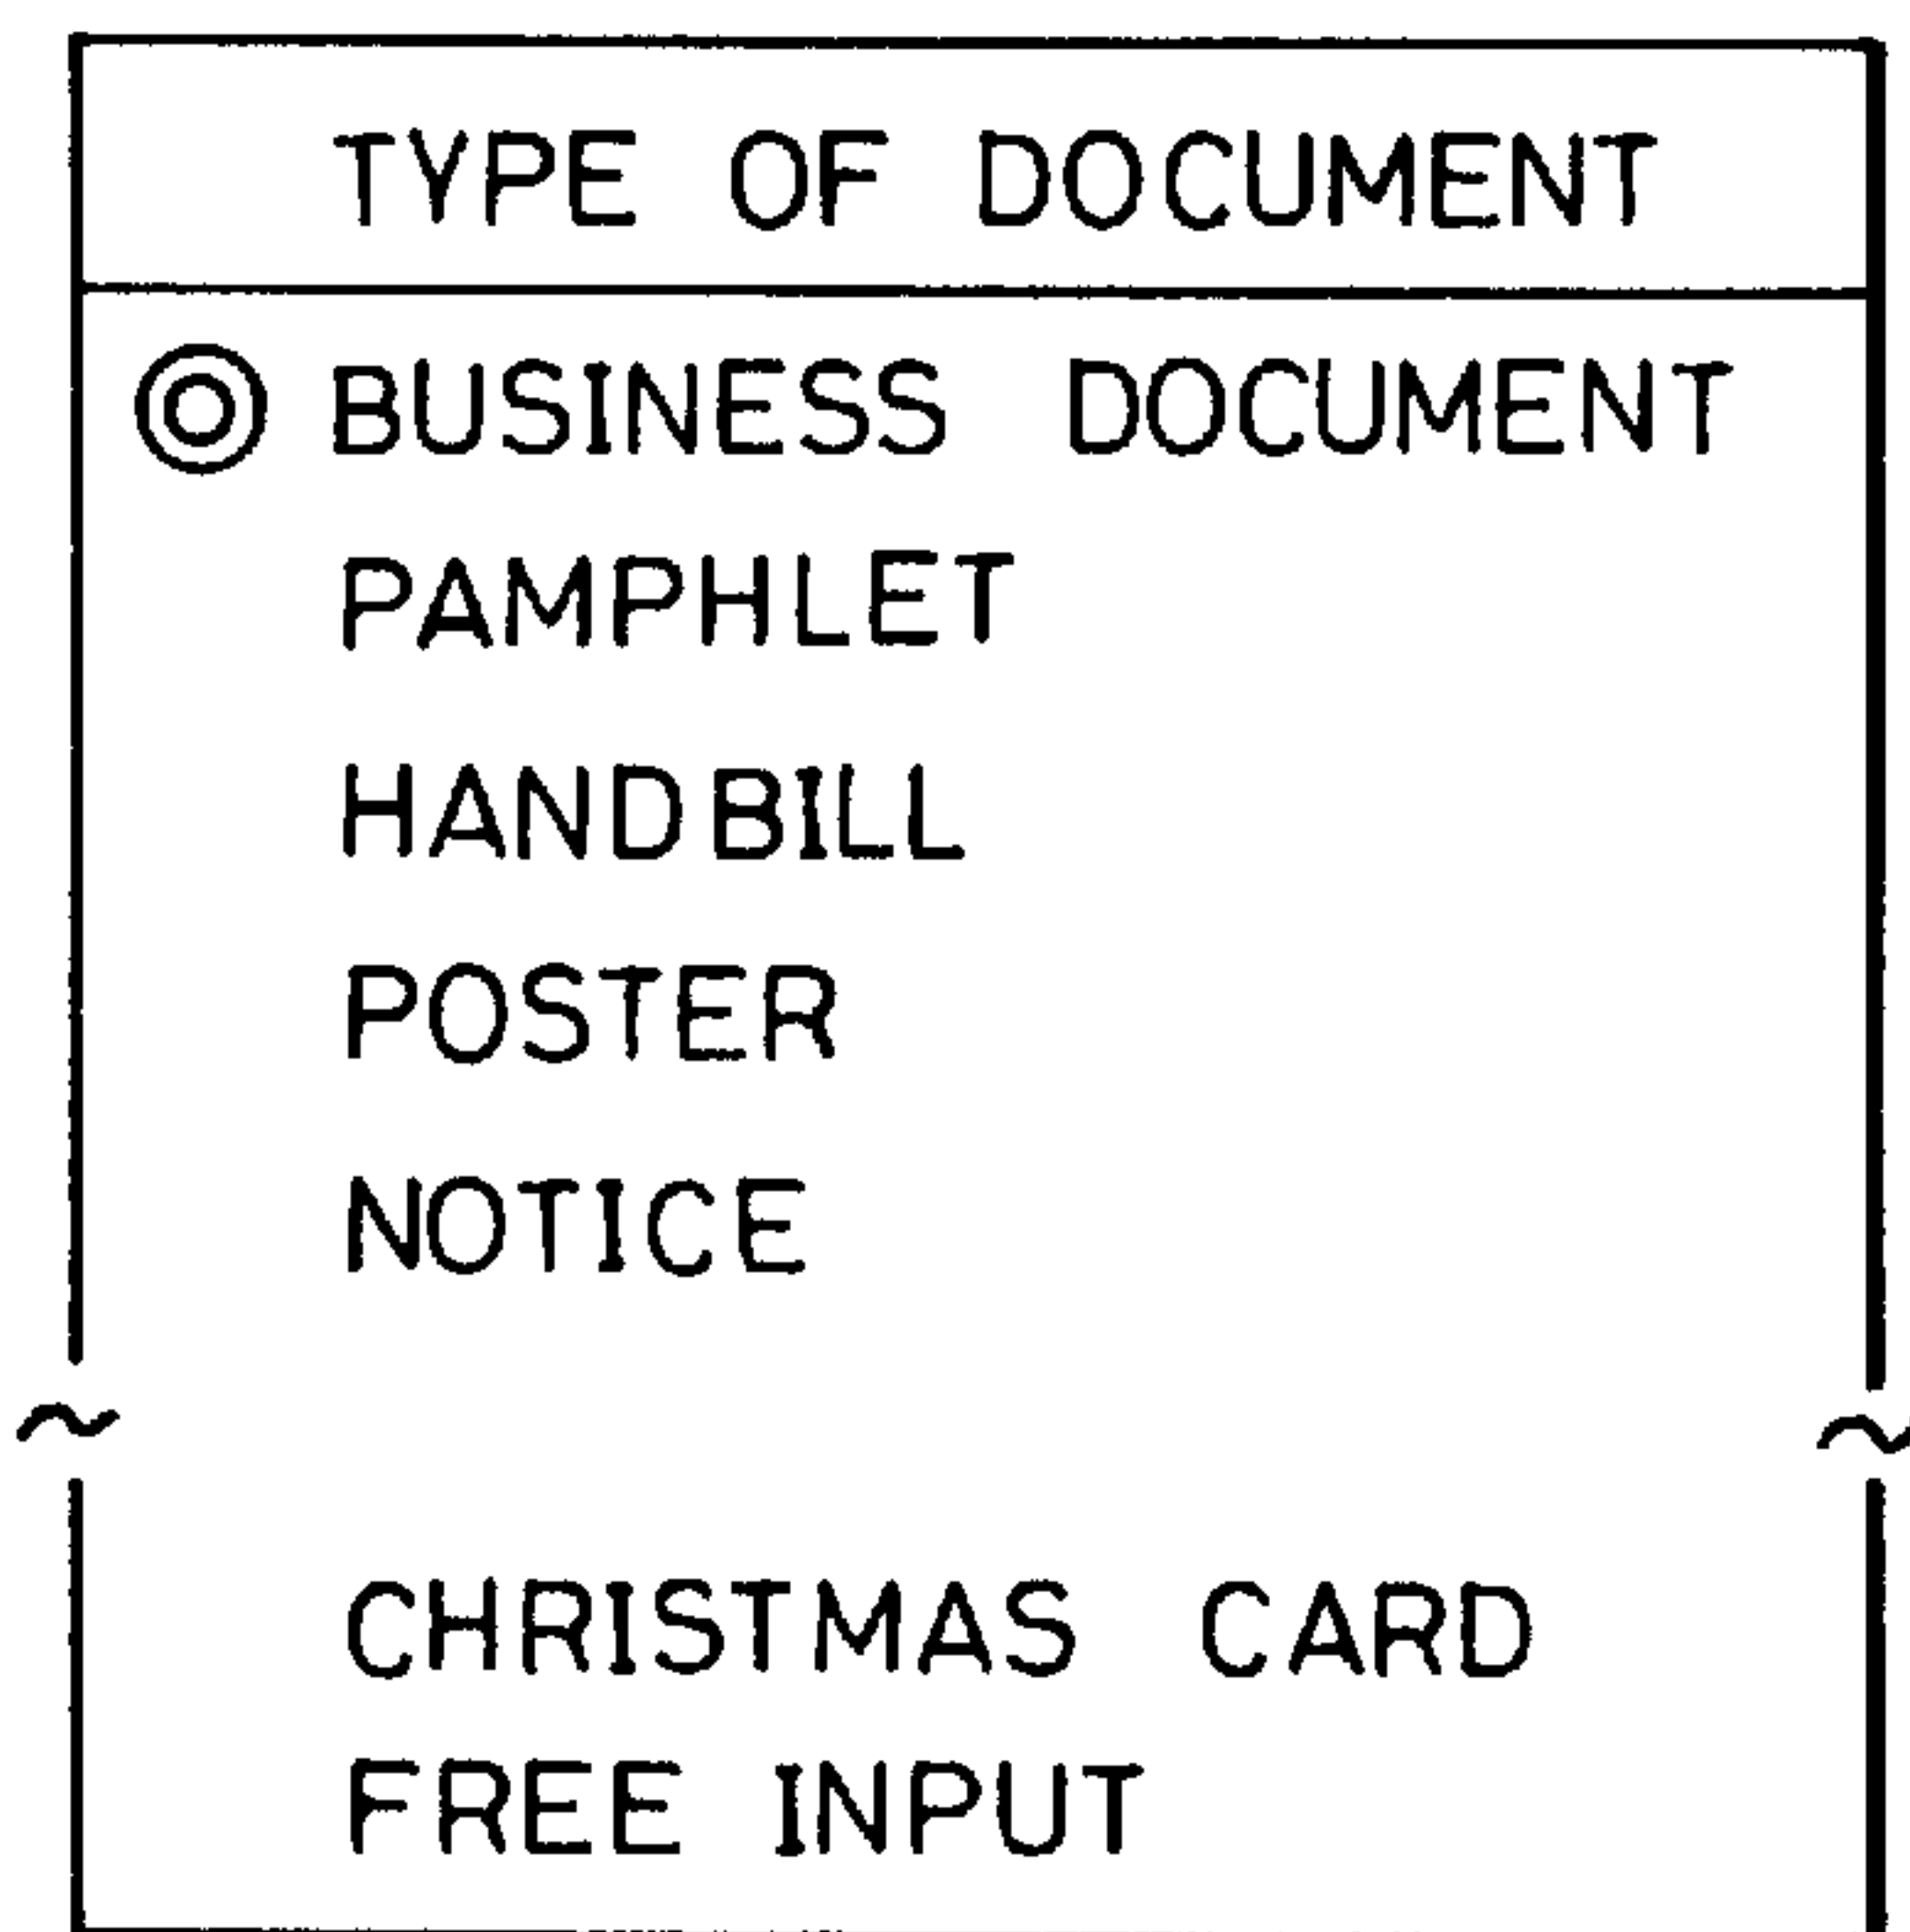 TYPE OF DOCUMENT
◎ BUSINESS DOCUMENT
PAMPHLET
HANDBILL
POSTER
NOTICE
CHRISTMAS CARD
FREE INPUT